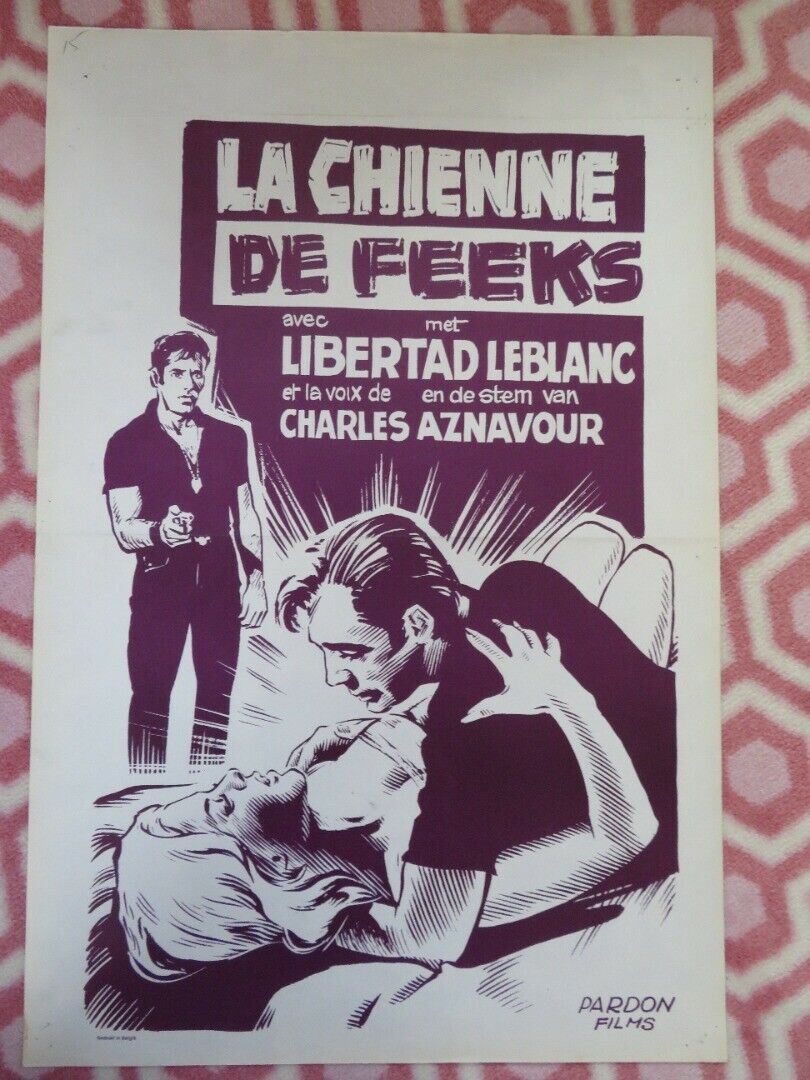 15
LA CHIENNE
DE FEEKS
avec met
LIBERTAD LEBLANC
et la voix de en de stem van
CHARLES AZNAVOUR
PARDON
FILMS